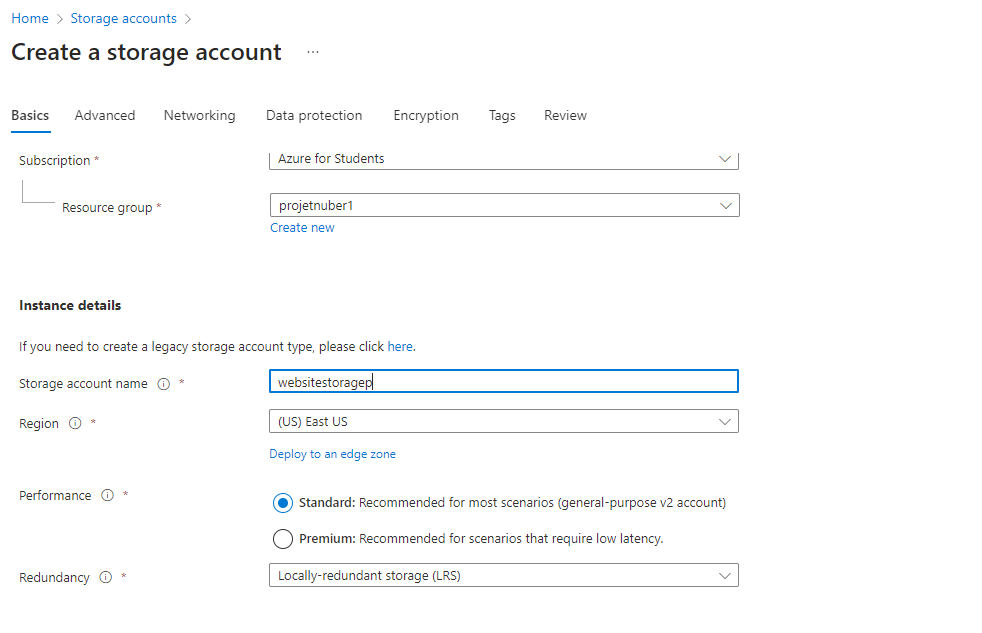 Home > Storage accounts >
Create a storage account ...
Basics Advanced Networking Data protection Encryption Tags Review
Subscription * Azure for Students
Resource group * projetnuber1
Create new
Instance details
If you need to create a legacy storage account type, please click here.
Storage account name * websitestoragep
Region * (US) East US
Deploy to an edge zone
Performance * Standard: Recommended for most scenarios (general-purpose v2 account)
Premium: Recommended for scenarios that require low latency.
Redundancy * Locally-redundant storage (LRS)